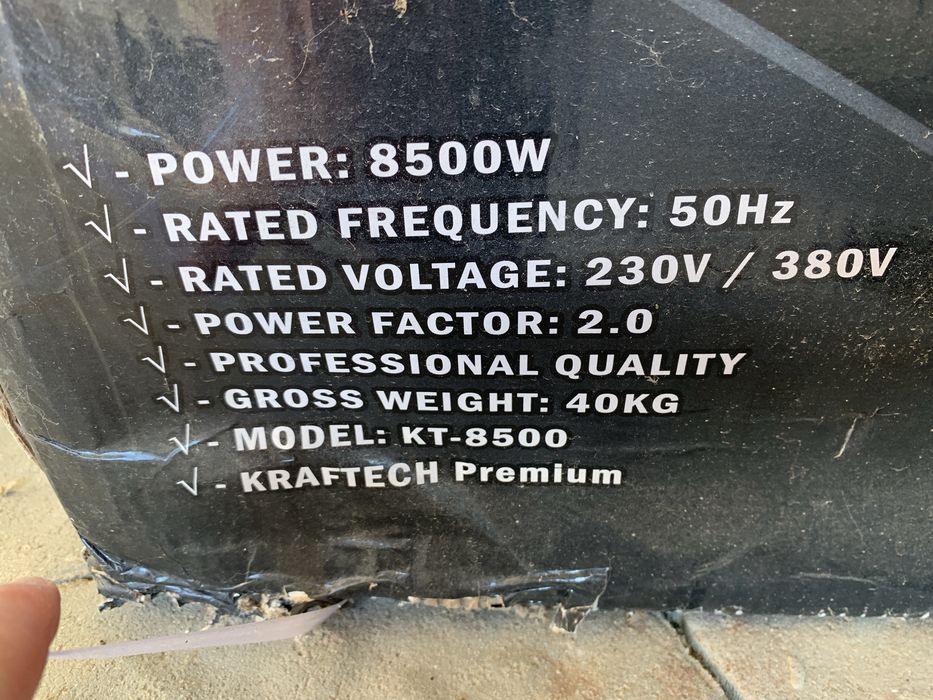 √ - POWER: 8500W
√ - RATED FREQUENCY: 50Hz
√ - RATED VOLTAGE: 230V / 380V
√ - POWER FACTOR: 2.0
√ - PROFESSIONAL QUALITY
√ - GROSS WEIGHT: 40KG
√ - MODEL: KT-8500
√ - KRAFTECH Premium